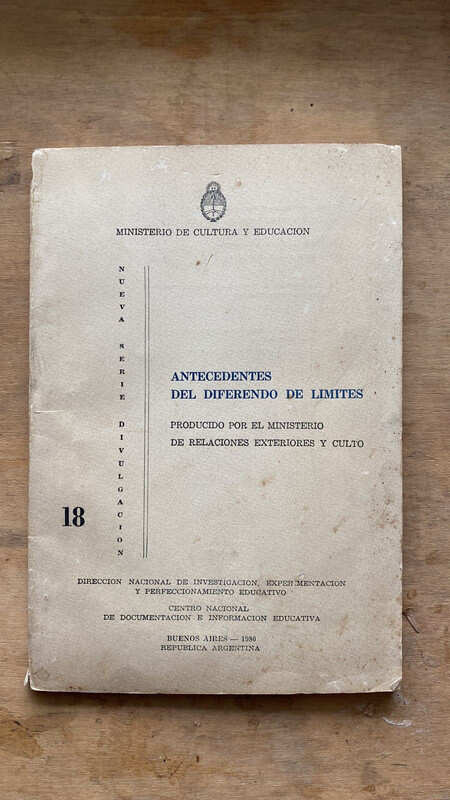 MINISTERIO DE CULTURA Y EDUCACION
NUEVA SERIE DIVULGACION
ANTECEDENTES
DEL DIFERENDO DE LIMITES
PRODUCIDO POR EL MINISTERIO
DE RELACIONES EXTERIORES Y CULTO
18
DIRECCION NACIONAL DE INVESTIGACION, EXPERIMENTACION
Y PERFECCIONAMIENTO EDUCATIVO
CENTRO NACIONAL
DE DOCUMENTACION E INFORMACION EDUCATIVA
BUENOS AIRES — 1980
REPUBLICA ARGENTINA